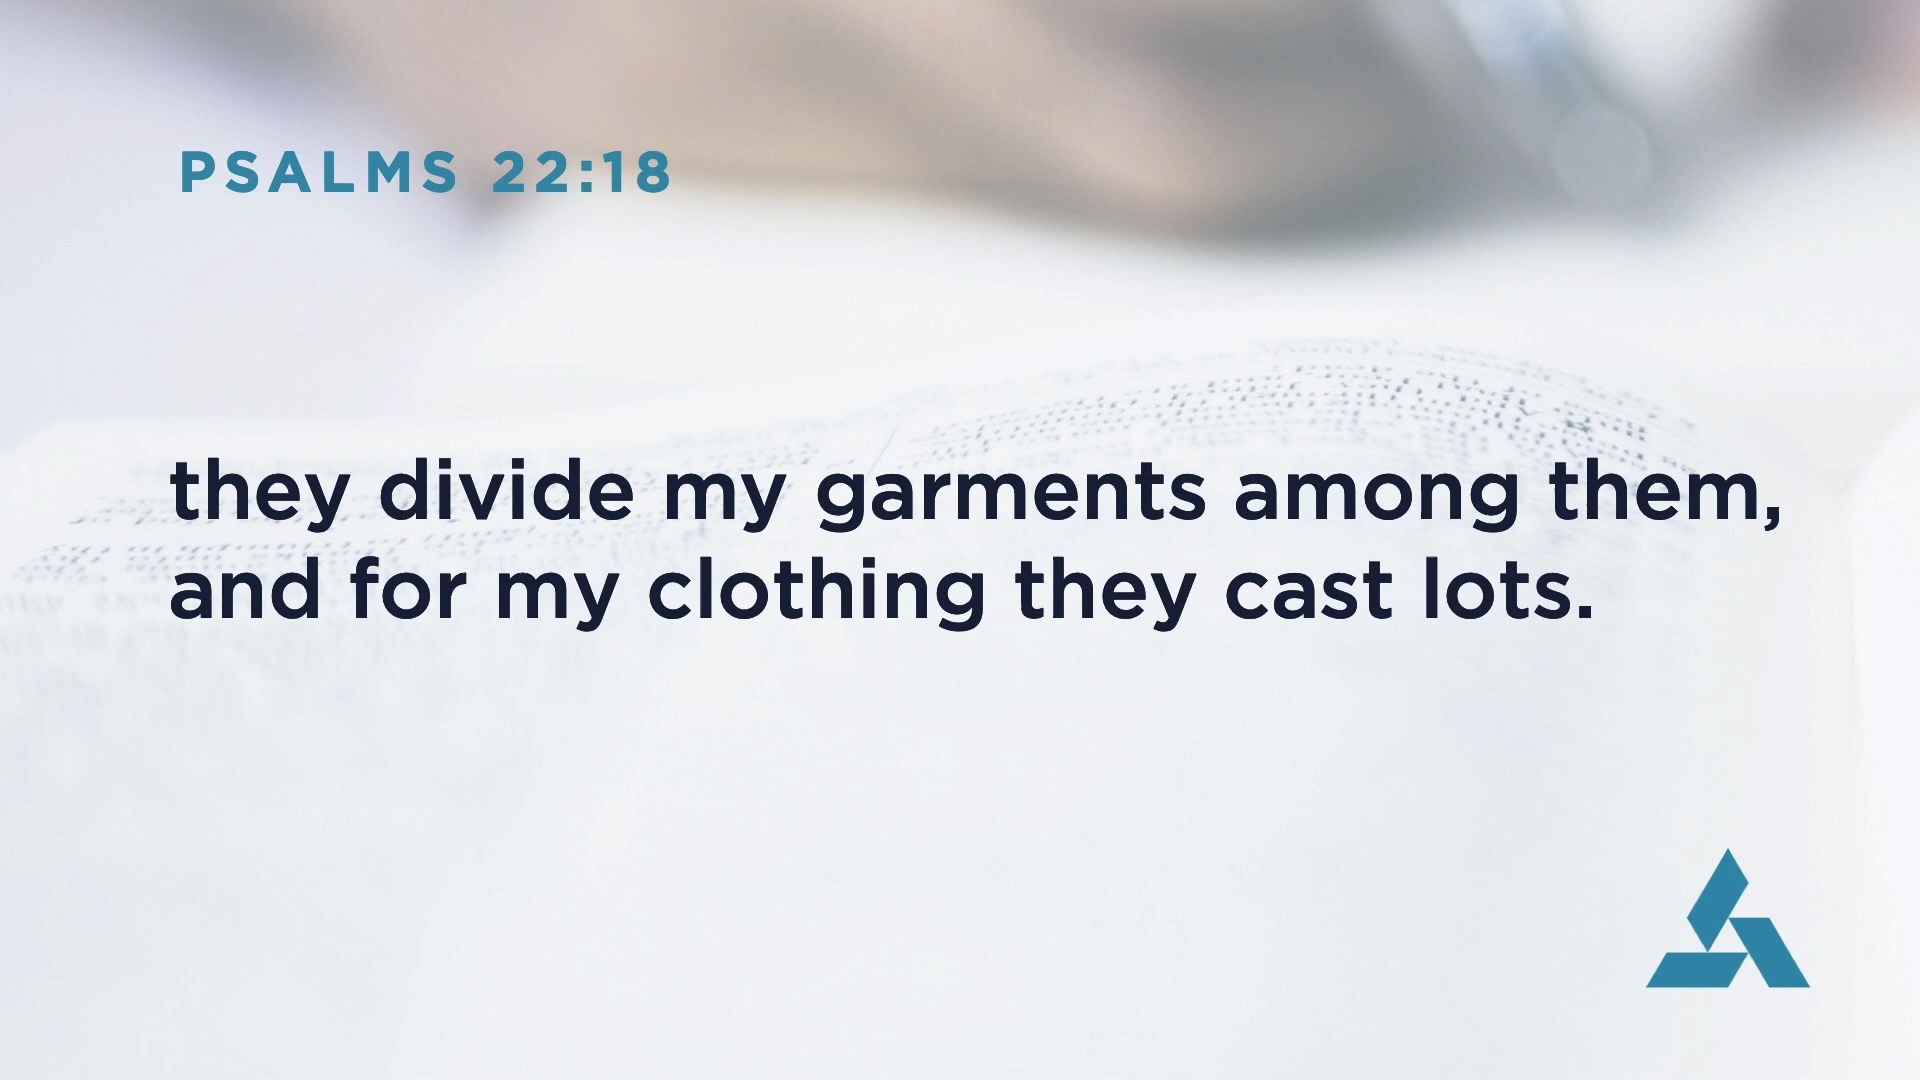 PSALMS 22:18
they divide my garments among them,
and for my clothing they cast lots.